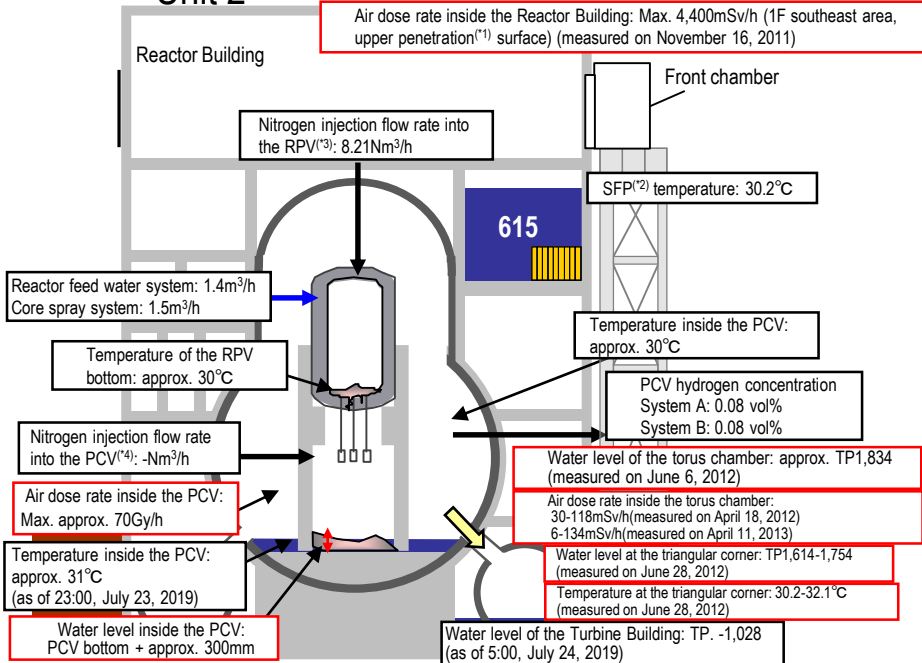 Unit 2
Air dose rate inside the Reactor Building: Max. 4,400mSv/h (1F southeast area,
upper penetration(*1) surface) (measured on November 16, 2011)
Reactor Building
Front chamber
Nitrogen injection flow rate into
the RPV(*3): 8.21Nm3/h
SFP(*2) temperature: 30.2°C
615
Reactor feed water system: 1.4m3/h
Core spray system: 1.5m3/h
Temperature inside the PCV:
approx. 30°C
Temperature of the RPV
bottom: approx. 30°C
PCV hydrogen concentration
System A: 0.08 vol%
System B: 0.08 vol%
Nitrogen injection flow rate
into the PCV(*4): -Nm3/h
Water level of the torus chamber: approx. TP1,834
(measured on June 6, 2012)
Air dose rate inside the PCV:
Max. approx. 70Gy/h
Air dose rate inside the torus chamber:
30-118mSv/h(measured on April 18, 2012)
6-134mSv/h(measured on April 11, 2013)
Temperature inside the PCV:
approx. 31°C
(as of 23:00, July 23, 2019)
Water level at the triangular corner: TP1,614-1,754
(measured on June 28, 2012)
Temperature at the triangular corner: 30.2-32.1°C
(measured on June 28, 2012)
Water level inside the PCV:
PCV bottom + approx. 300mm
Water level of the Turbine Building: TP. -1,028
(as of 5:00, July 24, 2019)